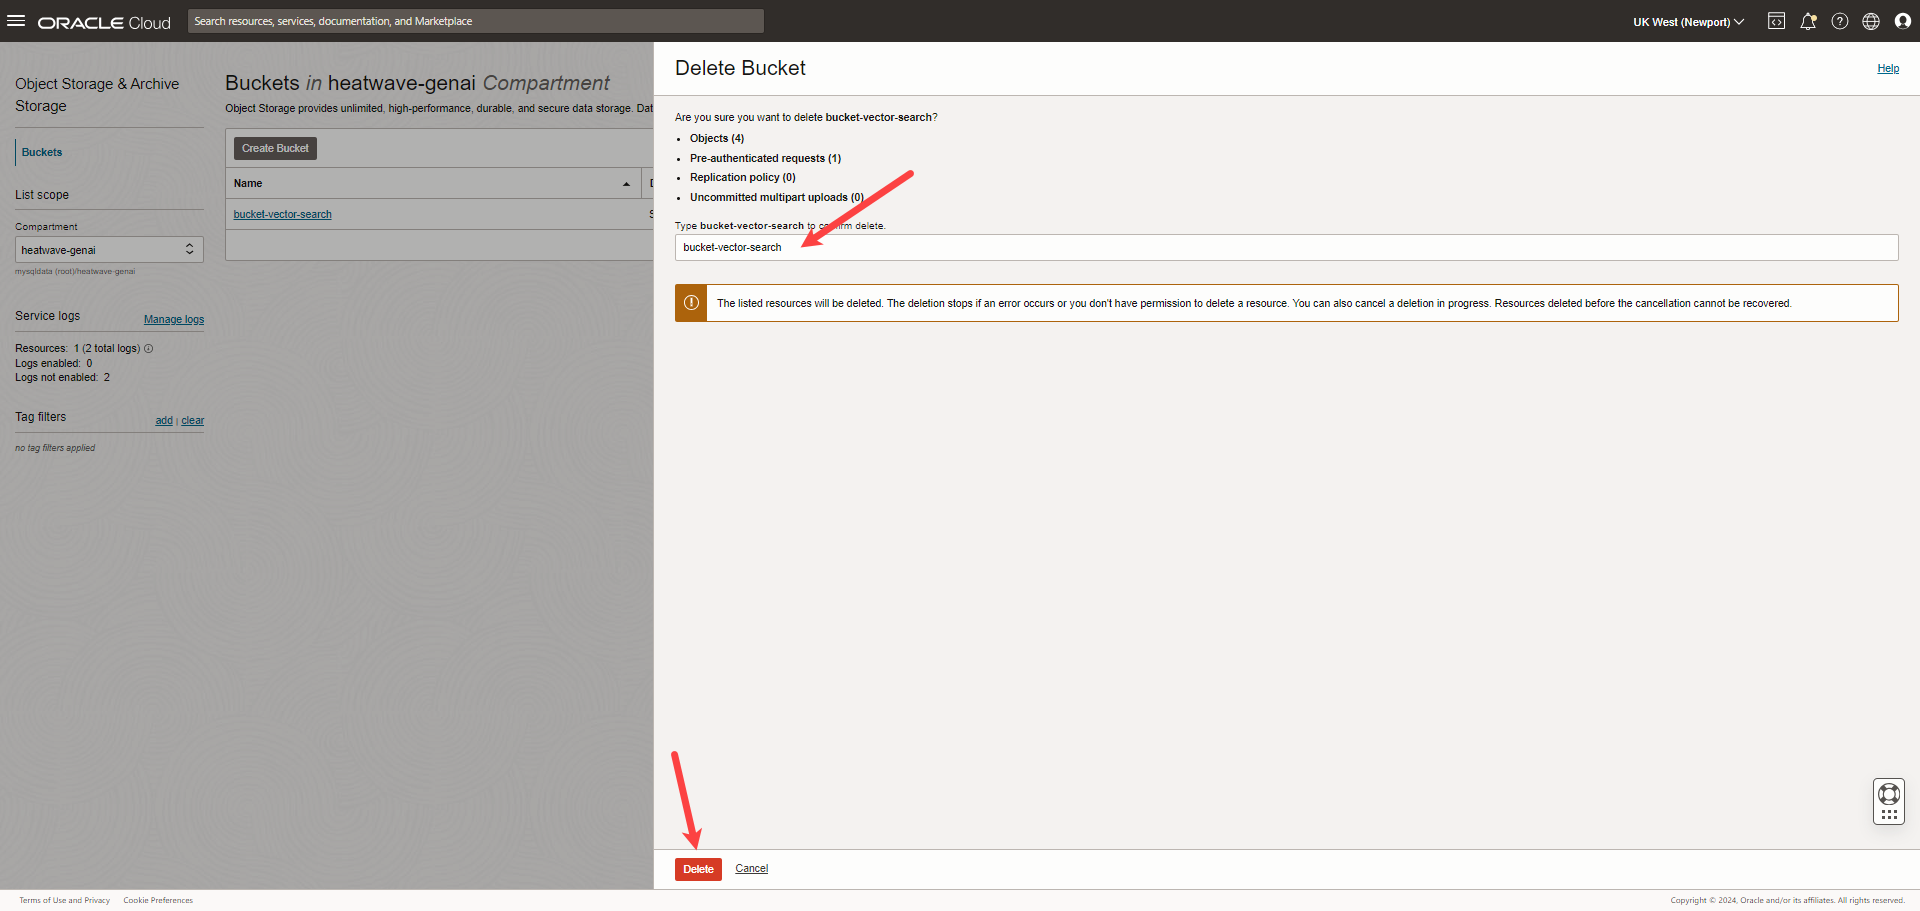 ORACLE Cloud
Search resources, services, documentation, and Marketplace
UK West (Newport)
Object Storage & Archive
Storage
Buckets
List scope
Compartment
heatwave-genai
mysqldata (root)/heatwave-genai
Service logs
Manage logs
Resources: 1 (2 total logs)
Logs enabled: 0
Logs not enabled: 2
Tag filters
add | clear
no tag filters applied
Buckets in heatwave-genai Compartment
Object Storage provides unlimited, high-performance, durable, and secure data storage. Dat
Create Bucket
Name
bucket-vector-search
S
Delete Bucket
Help
Are you sure you want to delete bucket-vector-search?
• Objects (4)
• Pre-authenticated requests (1)
• Replication policy (0)
• Uncommitted multipart uploads (0)
Type bucket-vector-search to confirm delete.
bucket-vector-search
The listed resources will be deleted. The deletion stops if an error occurs or you don't have permission to delete a resource. You can also cancel a deletion in progress. Resources deleted before the cancellation cannot be recovered.
Delete
Cancel
Terms of Use and Privacy
Cookie Preferences
Copyright © 2024, Oracle and/or its affiliates. All rights reserved.